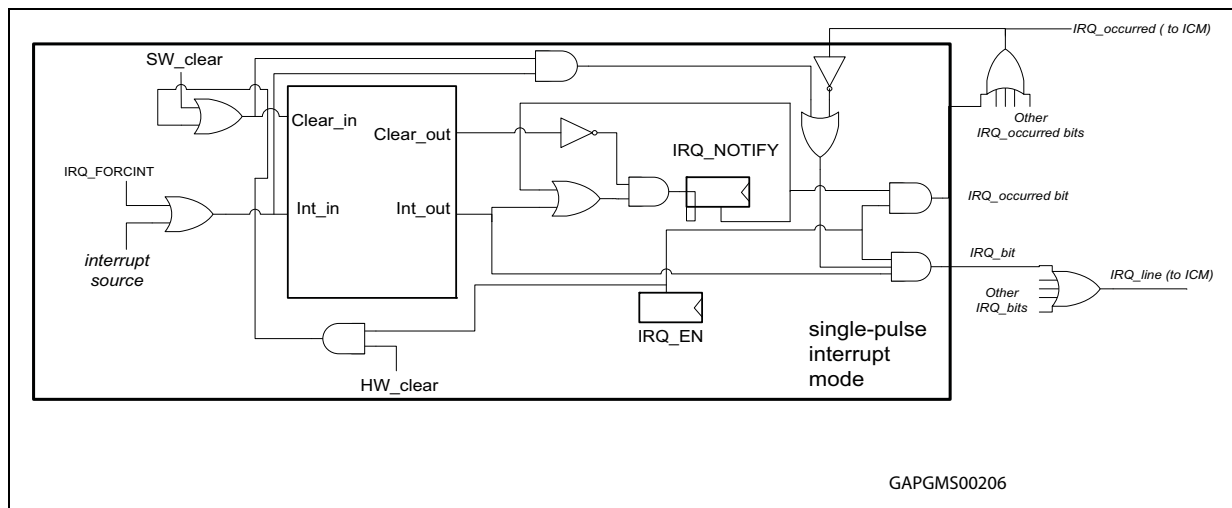 IRQ_occurred ( to ICM)
SW_clear
Clear_in
Clear_out
Other
IRQ_occurred bits
IRQ_NOTIFY
IRQ_FORCINT
IRQ_occurred bit
Int_in
Int_out
interrupt
source
IRQ_bit
IRQ_line (to ICM)
Other
IRQ_bits
IRQ_EN
single-pulse
interrupt
mode
HW_clear
GAPGMS00206